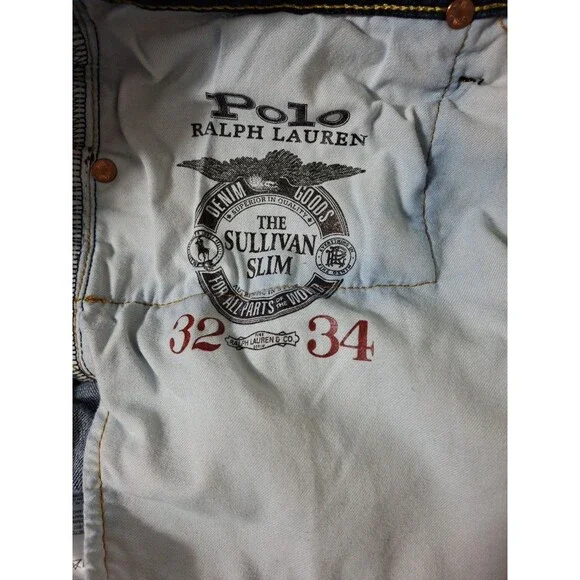 Polo
RALPH LAUREN
DENIM GOODS
SUPERIOR IN QUALITY
THE
SULLIVAN
SLIM
FOR ALL PARTS OF THE WORLD
32 34
RALPH LAUREN & CO.